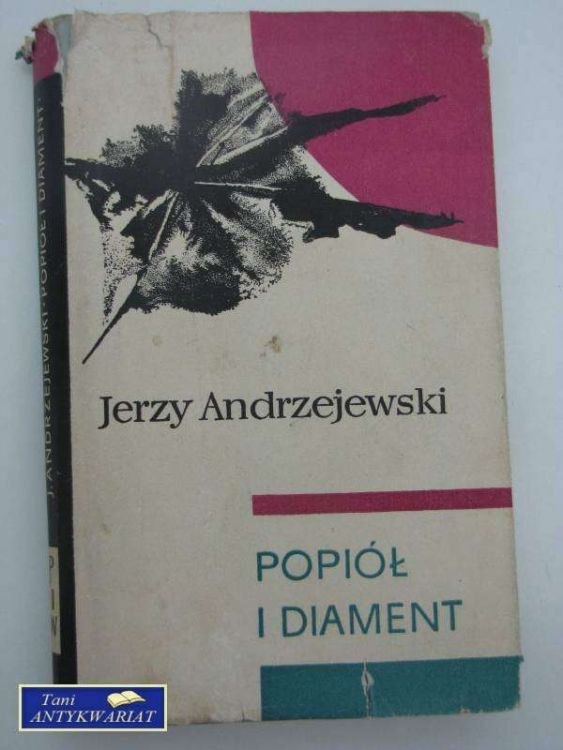 Jerzy Andrzejewski
POPIÓŁ
I DIAMENT
J. ANDRZEJEWSKI • POPIÓŁ I DIAMENT
P
I
W
Tani
ANTYKWARIAT